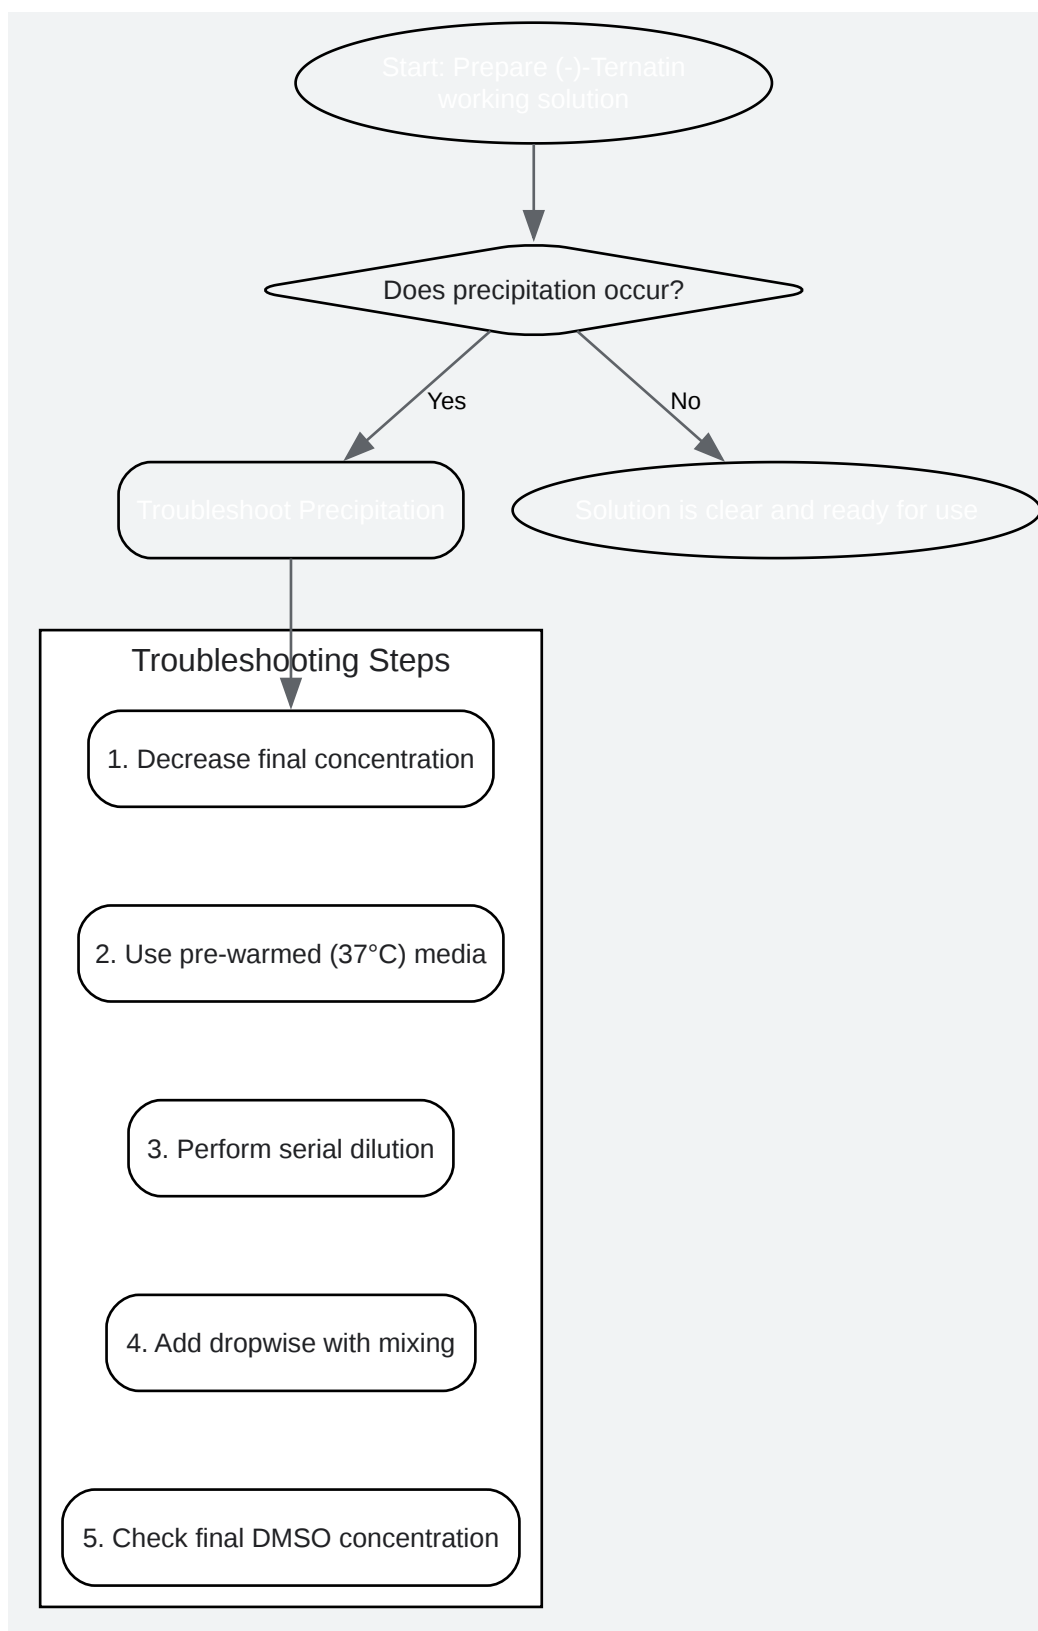 Start: Prepare (-)-Ternatin
working solution
Does precipitation occur?
Yes
No
Troubleshoot Precipitation
Solution is clear and ready for use
Troubleshooting Steps
1. Decrease final concentration
2. Use pre-warmed (37°C) media
3. Perform serial dilution
4. Add dropwise with mixing
5. Check final DMSO concentration